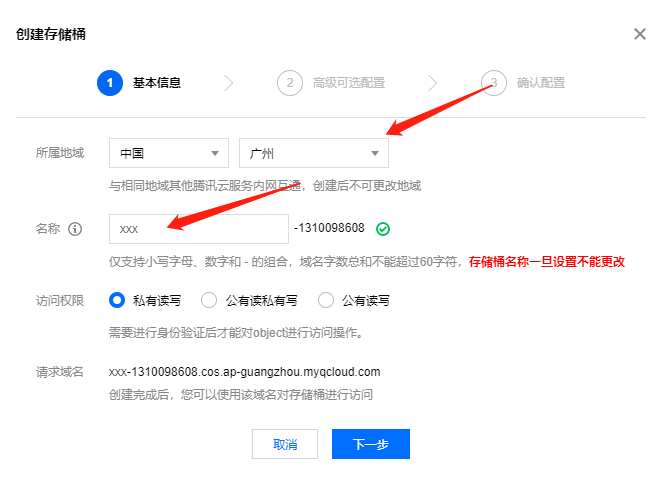 创建存储桶
1 基本信息 2 高级可选配置 3 确认配置
所属地域 中国 广州
与相同地域其他腾讯云服务内网互通，创建后不可更改地域
名称 xxx -1310098608
仅支持小写字母、数字和 - 的组合，域名字数总和不能超过60字符，存储桶名称一旦设置不能更改
访问权限 私有读写 公有读私有写 公有读写
需要进行身份验证后才能对object进行访问操作。
请求域名 xxx-1310098608.cos.ap-guangzhou.myqcloud.com
创建完成后，您可以使用该域名对存储桶进行访问
取消 下一步